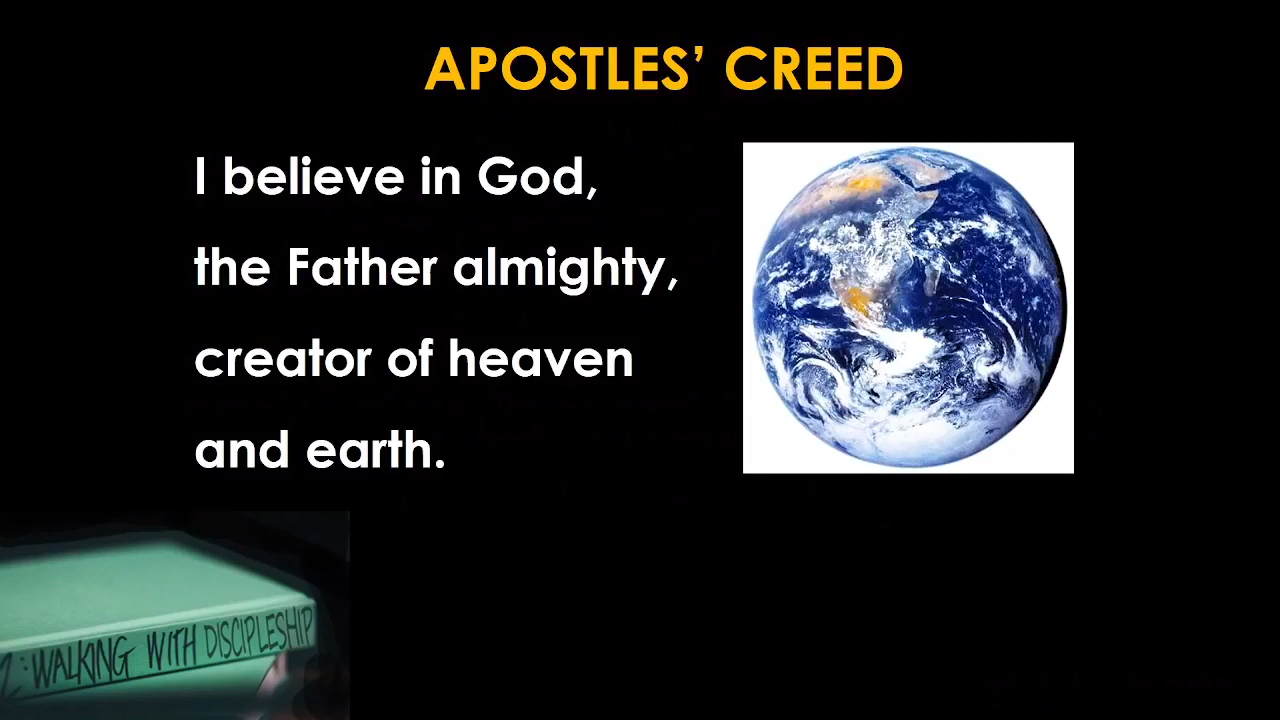 APOSTLES’ CREED
I believe in God,
the Father almighty,
creator of heaven
and earth.
: WALKING WITH DISCIPLESHIP